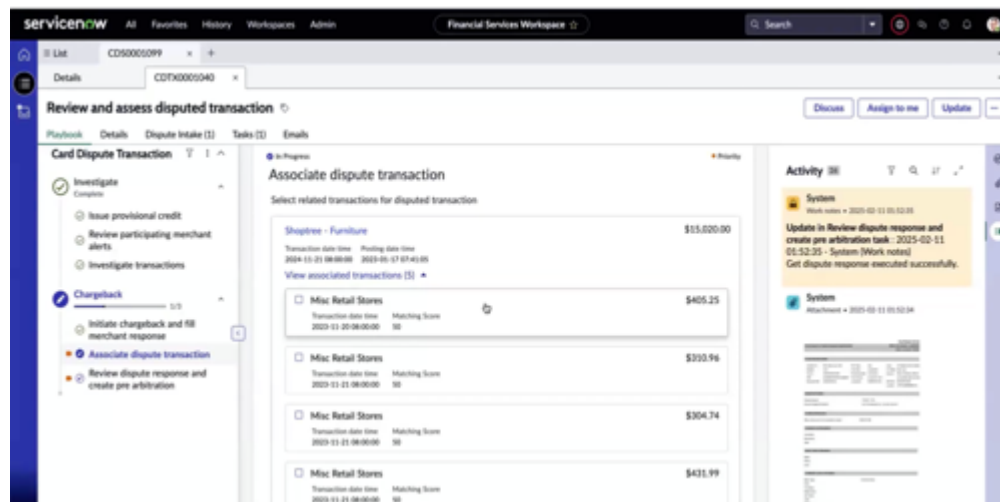 servicenow All Favorites History Workspaces Admin Financial Services Workspace Search
List CDS0001099
Details CDTX0001040
Review and assess disputed transaction Discuss Assign to me Update
Playbook Details Dispute Intake (1) Tasks (1) Emails
Card Dispute Transaction
Investigate
Complete
Issue provisional credit
Review participating merchant
alerts
Investigate transactions
Chargeback
1/3
Initiate chargeback and fill
merchant response
Associate dispute transaction
Review dispute response and
create pre arbitration
In Progress Priority
Associate dispute transaction
Select related transactions for disputed transaction
Shoptree - Furniture $15,020.00
Transaction date time Posting date time
2024-11-21 08:00:00 2023-01-17 07:41:05
View associated transactions (5)
Misc Retail Stores $405.25
Transaction date time Matching Score
2023-11-20 08:00:00 50
Misc Retail Stores $310.96
Transaction date time Matching Score
2023-11-21 08:00:00 50
Misc Retail Stores $304.74
Transaction date time Matching Score
2023-11-21 08:00:00 50
Misc Retail Stores $431.99
Transaction date time Matching Score
2023-11-21 08:00:00 50
Activity
System
Work notes • 2025-02-11 01:52:35
Update in Review dispute response and
create pre arbitration task : 2025-02-11
01:52:35 - System (Work notes)
Get dispute response executed successfully.
System
Attachment • 2025-02-11 01:52:34